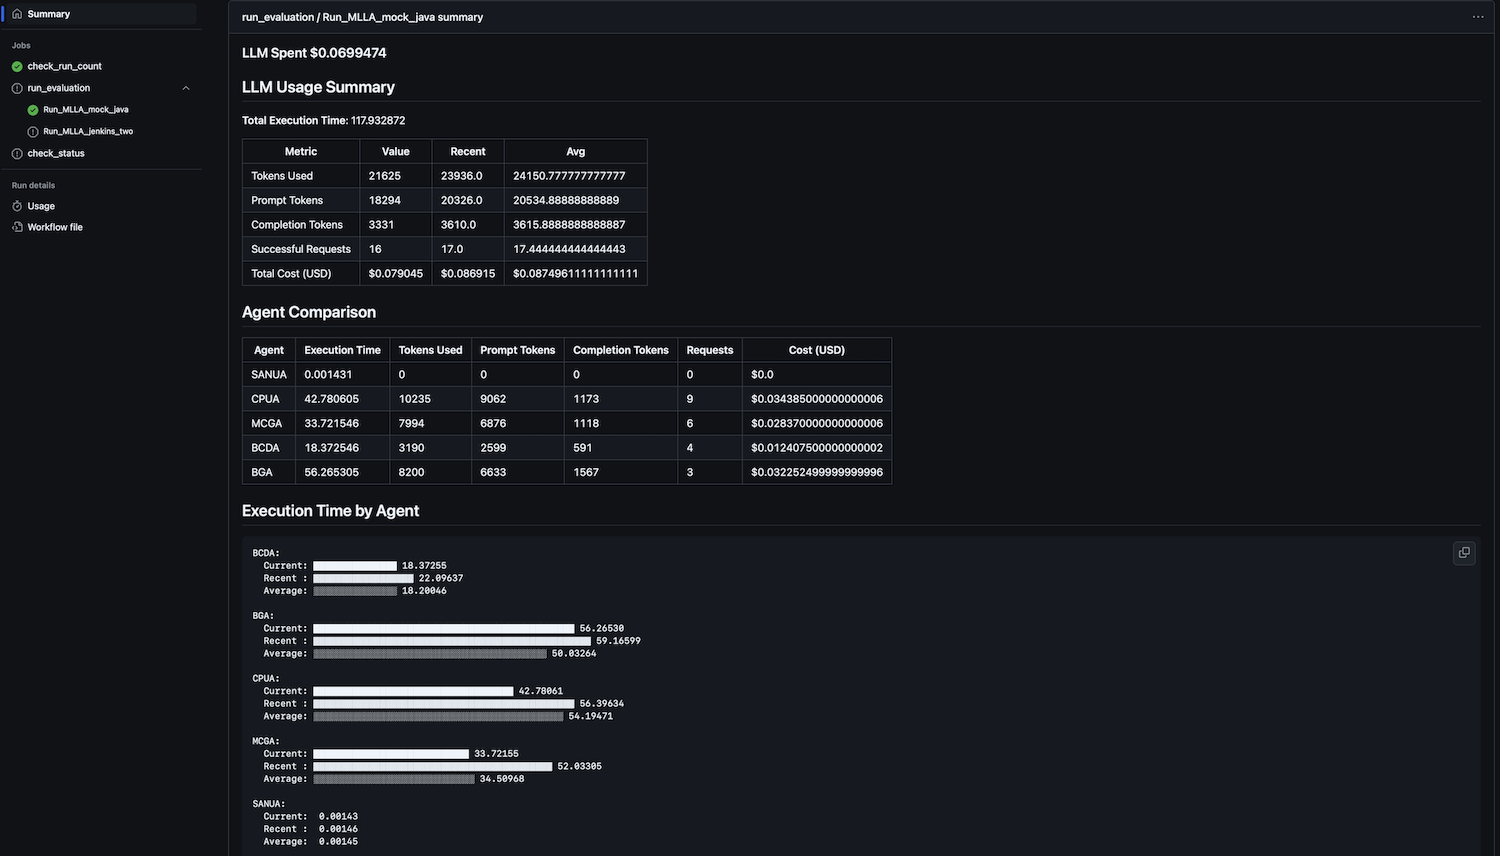 Summary
Jobs
check_run_count
run_evaluation
Run_MLLA_mock_java
Run_MLLA_jenkins_two
check_status
Run details
Usage
Workflow file
run_evaluation / Run_MLLA_mock_java summary
LLM Spent $0.0699474
LLM Usage Summary
Total Execution Time: 117.932872
Metric Value Recent Avg
Tokens Used 21625 23936.0 24150.777777777777
Prompt Tokens 18294 20326.0 20534.88888888889
Completion Tokens 3331 3610.0 3615.8888888888887
Successful Requests 16 17.0 17.444444444444443
Total Cost (USD) $0.079045 $0.086915 $0.08749611111111111
Agent Comparison
Agent Execution Time Tokens Used Prompt Tokens Completion Tokens Requests Cost (USD)
SANUA 0.001431 0 0 0 0 $0.0
CPUA 42.780605 10235 9062 1173 9 $0.034385000000000006
MCGA 33.721546 7994 6876 1118 6 $0.028370000000000006
BCDA 18.372546 3190 2599 591 4 $0.012407500000000002
BGA 56.265305 8200 6633 1567 3 $0.032252499999999996
Execution Time by Agent
BCDA:
Current: 18.37255
Recent : 22.09637
Average: 18.20046
BGA:
Current: 56.26530
Recent : 59.16599
Average: 50.03264
CPUA:
Current: 42.78061
Recent : 56.39634
Average: 54.19471
MCGA:
Current: 33.72155
Recent : 52.03305
Average: 34.50968
SANUA:
Current: 0.00143
Recent : 0.00146
Average: 0.00145